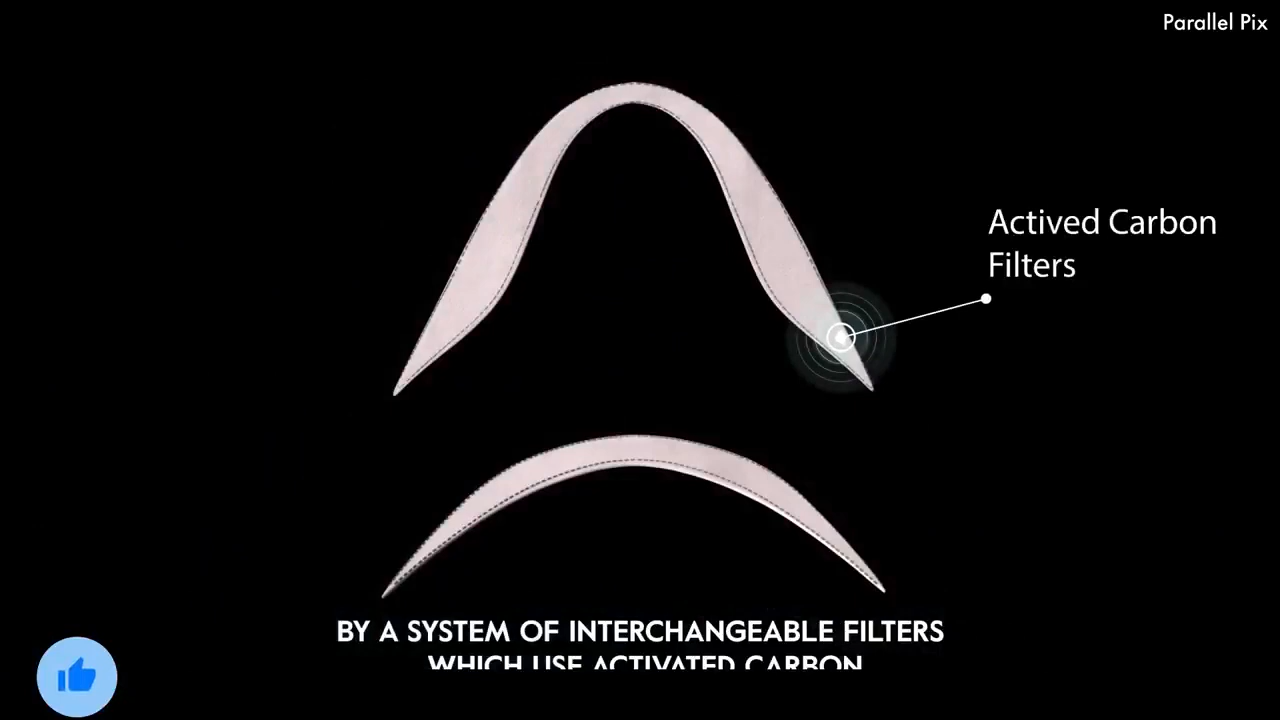 Parallel Pix
Actived Carbon
Filters
BY A SYSTEM OF INTERCHANGEABLE FILTERS
WHICH USE ACTIVATED CARBON